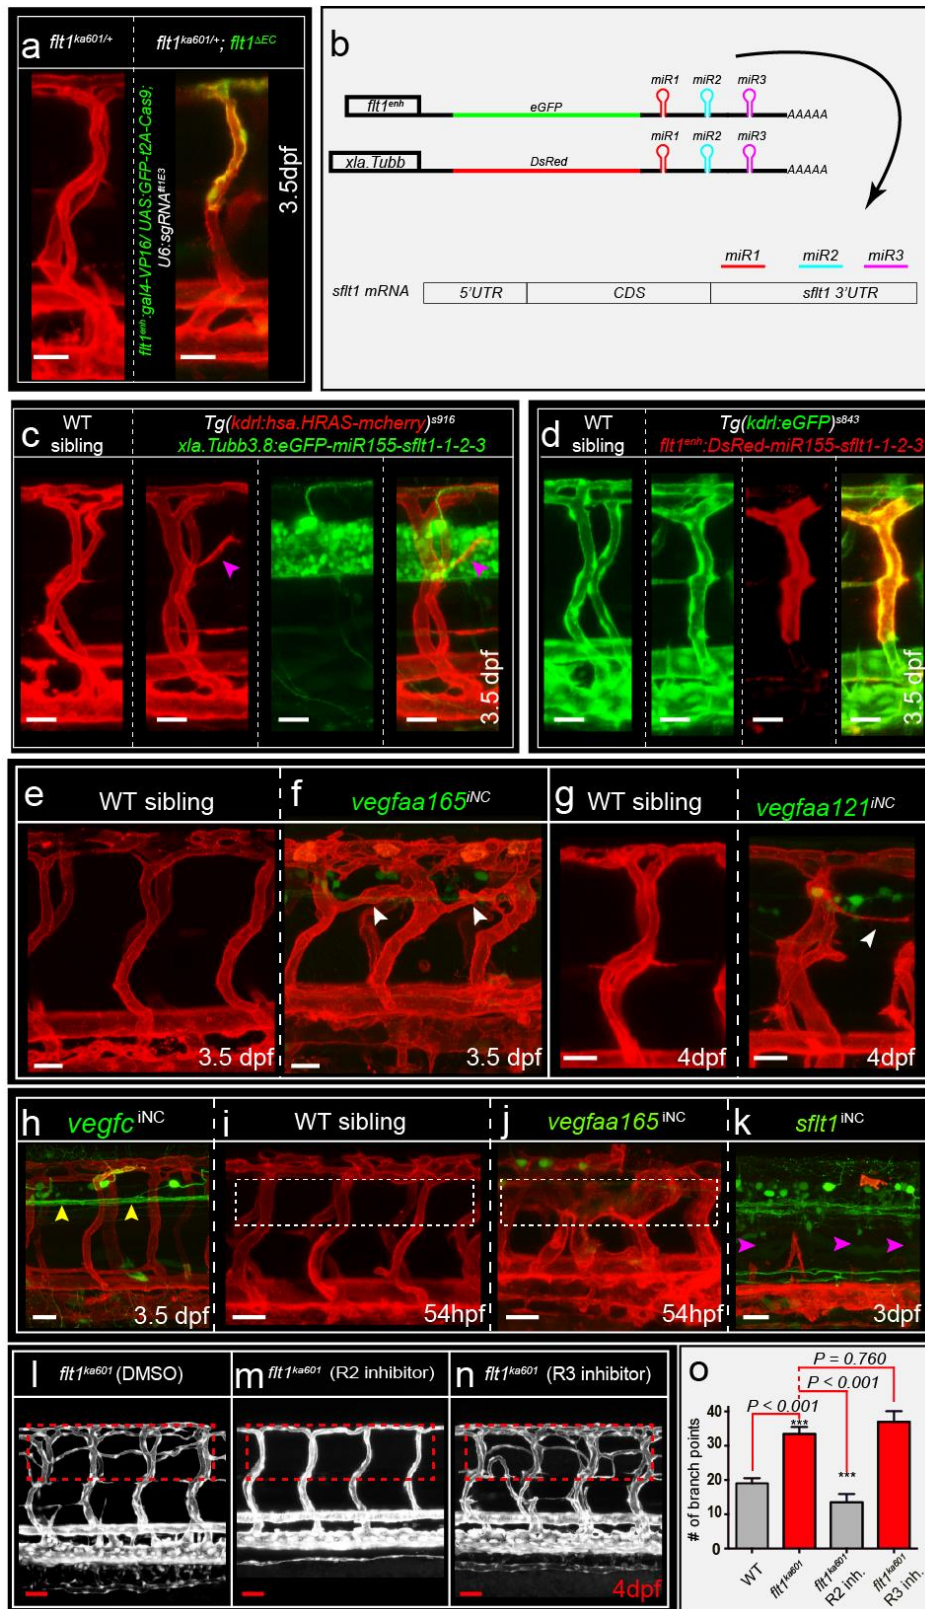 a flt1ka601/+ flt1ka601/+; flt1ΔEC
flt1enh:gal4-VP16/ UAS:GFP-t2A-Cas9;
U6:sgRNAflt1E3
3.5dpf
b
miR1 miR2 miR3
flt1enh eGFP AAAAA
miR1 miR2 miR3
xla.Tubb DsRed AAAAA
miR1 miR2 miR3
sflt1 mRNA 5'UTR CDS sflt1 3'UTR
c WT
sibling
Tg(kdrl:hsa.HRAS-mcherry)s916
xla.Tubb3.8:eGFP-miR155-sflt1-1-2-3
3.5 dpf
d WT
sibling
Tg(kdrl:eGFP)s843
flt1enh:DsRed-miR155-sflt1-1-2-3
3.5 dpf
e WT sibling
3.5 dpf
f vegfaa165iNC
3.5 dpf
g WT sibling
4dpf
vegfaa121iNC
4dpf
h vegfc iNC
3.5 dpf
i WT sibling
54hpf
j vegfaa165iNC
54hpf
k sflt1iNC
3dpf
l flt1ka601 (DMSO)
m flt1ka601 (R2 inhibitor)
n flt1ka601 (R3 inhibitor)
4dpf
o
P = 0.760
P < 0.001
P < 0.001
*** ***
# of branch points
40
30
20
10
0
WT
flt1ka601
flt1ka601
R2 inh.
flt1ka601
R3 inh.